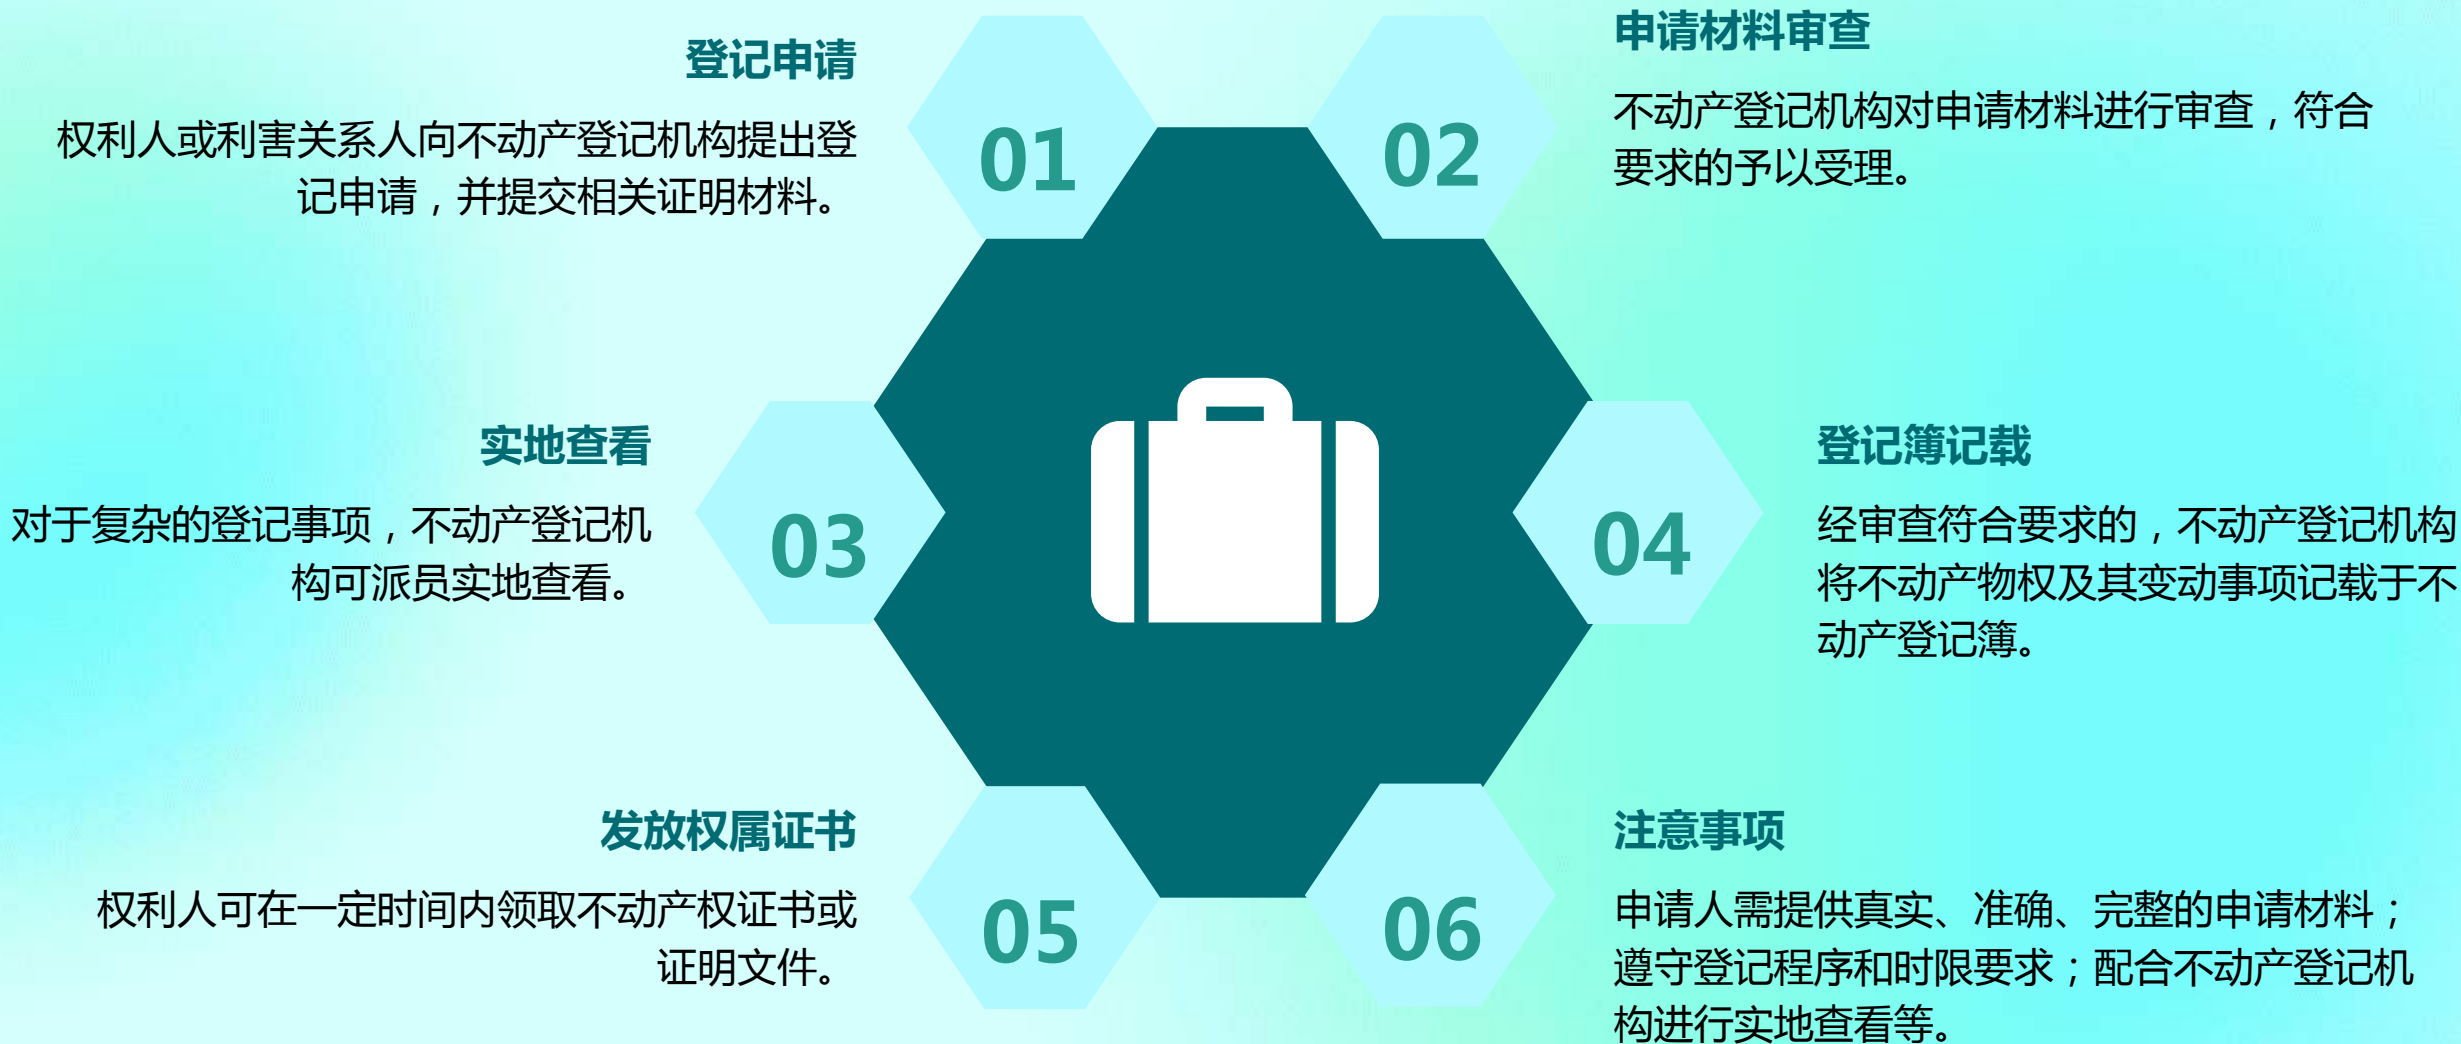 登记申请
权利人或利害关系人向不动产登记机构提出登
记申请，并提交相关证明材料。
01
02
申请材料审查
不动产登记机构对申请材料进行审查，符合
要求的予以受理。
实地查看
对于复杂的登记事项，不动产登记机
构可派员实地查看。
03
04
登记簿记载
经审查符合要求的，不动产登记机构
将不动产物权及其变动事项记载于不
动产登记簿。
发放权属证书
权利人可在一定时间内领取不动产权证书或
证明文件。
05
06
注意事项
申请人需提供真实、准确、完整的申请材料；
遵守登记程序和时限要求；配合不动产登记机
构进行实地查看等。